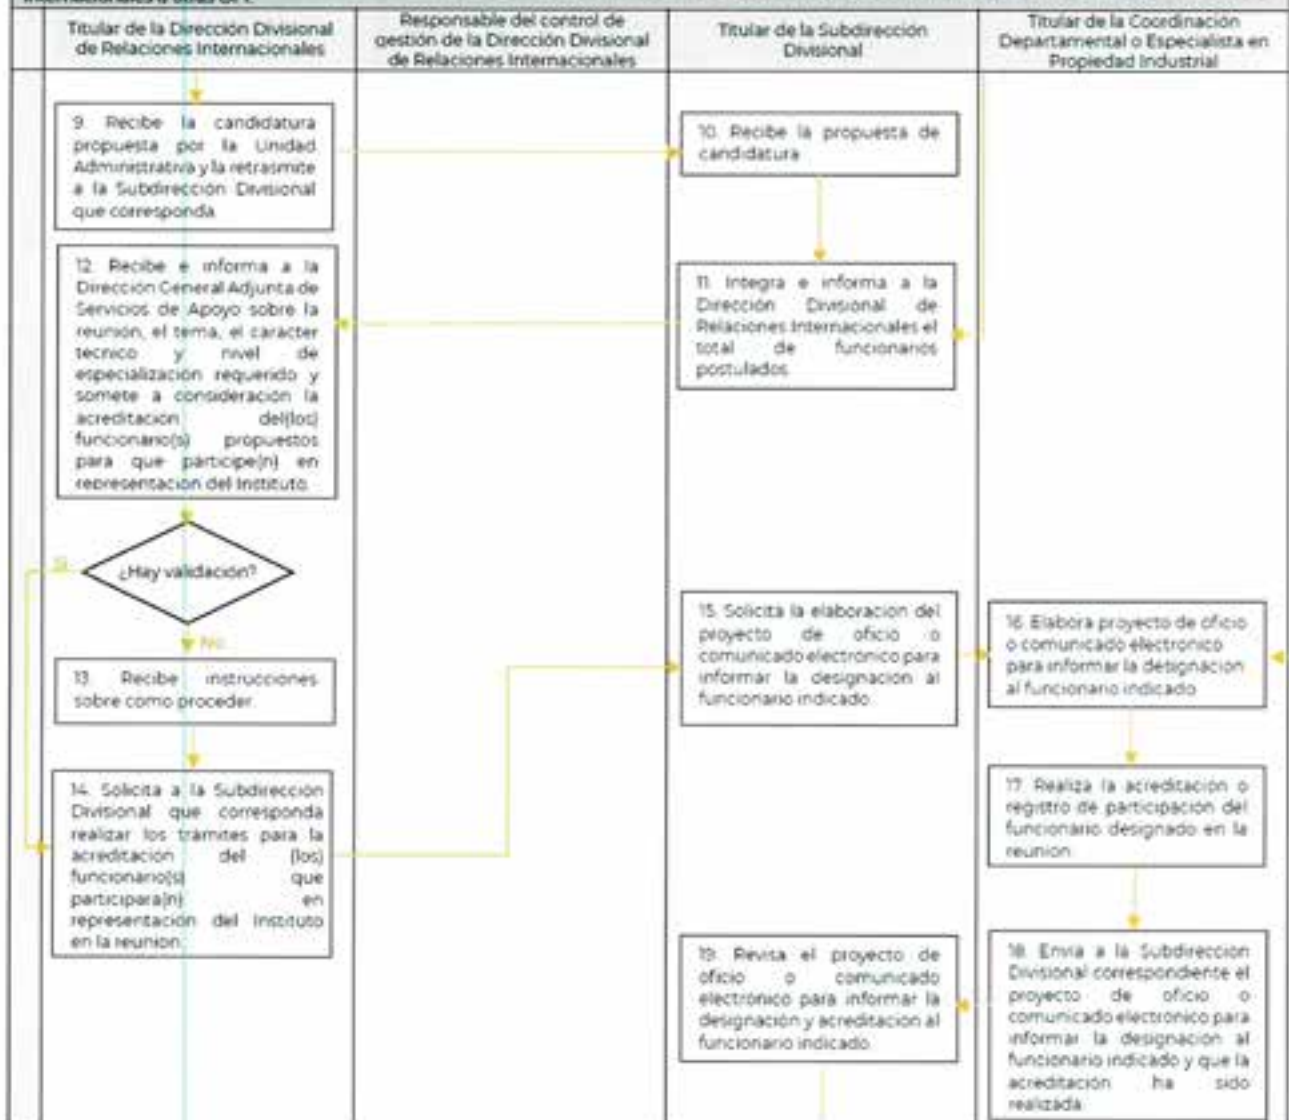 Titular de la Dirección Divisional
de Relaciones Internacionales
Responsable del control de
gestión de la Dirección Divisional
de Relaciones Internacionales
Titular de la Subdirección
Divisional
Titular de la Coordinación
Departamental o Especialista en
Propiedad Industrial
9. Recibe la candidatura
propuesta por la Unidad
Administrativa y la retrasmite
a la Subdirección Divisional
que corresponda.
10. Recibe la propuesta de
candidatura
12. Recibe e informa a la
Dirección General Adjunta de
Servicios de Apoyo sobre la
reunión, el tema, el carácter
técnico y nivel de
especialización requerido y
somete a consideración la
acreditación del(los)
funcionario(s) propuestos
para que participe(n) en
representación del Instituto.
11. Integra e informa a la
Dirección Divisional de
Relaciones Internacionales el
total de funcionarios
postulados.
¿Hay validación?
Si
No
13. Recibe instrucciones
sobre como proceder.
15. Solicita la elaboración del
proyecto de oficio o
comunicado electrónico para
informar la designación al
funcionario indicado.
16. Elabora proyecto de oficio
o comunicado electrónico
para informar la designación
al funcionario indicado.
14. Solicita a la Subdirección
Divisional que corresponda
realizar los trámites para la
acreditación del (los)
funcionario(s) que
participara(n) en
representación del Instituto
en la reunión.
17. Realiza la acreditación o
registro de participación del
funcionario designado en la
reunión.
19. Revisa el proyecto de
oficio o comunicado
electrónico para informar la
designación y acreditación al
funcionario indicado.
18. Envía a la Subdirección
Divisional correspondiente el
proyecto de oficio o
comunicado electrónico para
informar la designación al
funcionario indicado y que la
acreditación ha sido
realizada.